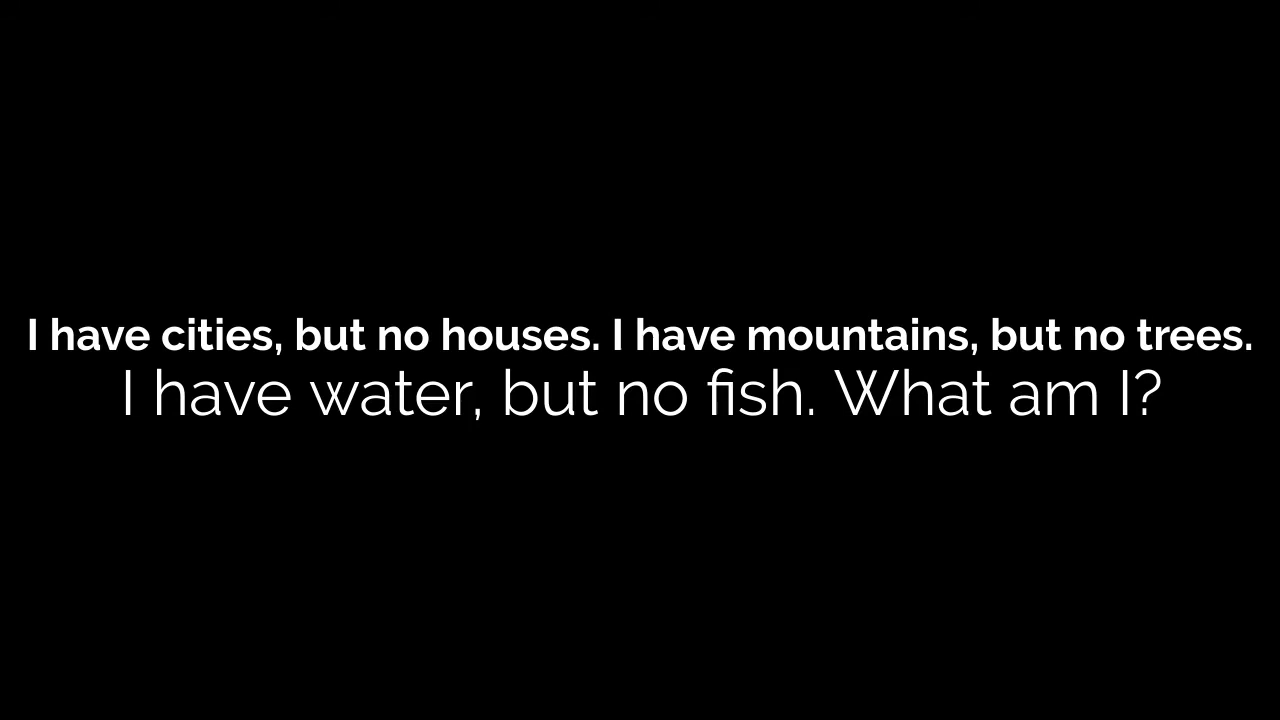 I have cities, but no houses. I have mountains, but no trees.
I have water, but no fish. What am I?